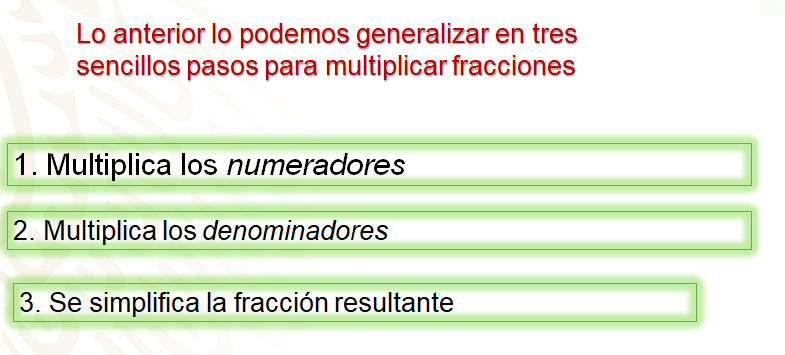 Lo anterior lo podemos generalizar en tres
sencillos pasos para multiplicar fracciones
1. Multiplica los numeradores
2. Multiplica los denominadores
3. Se simplifica la fracción resultante